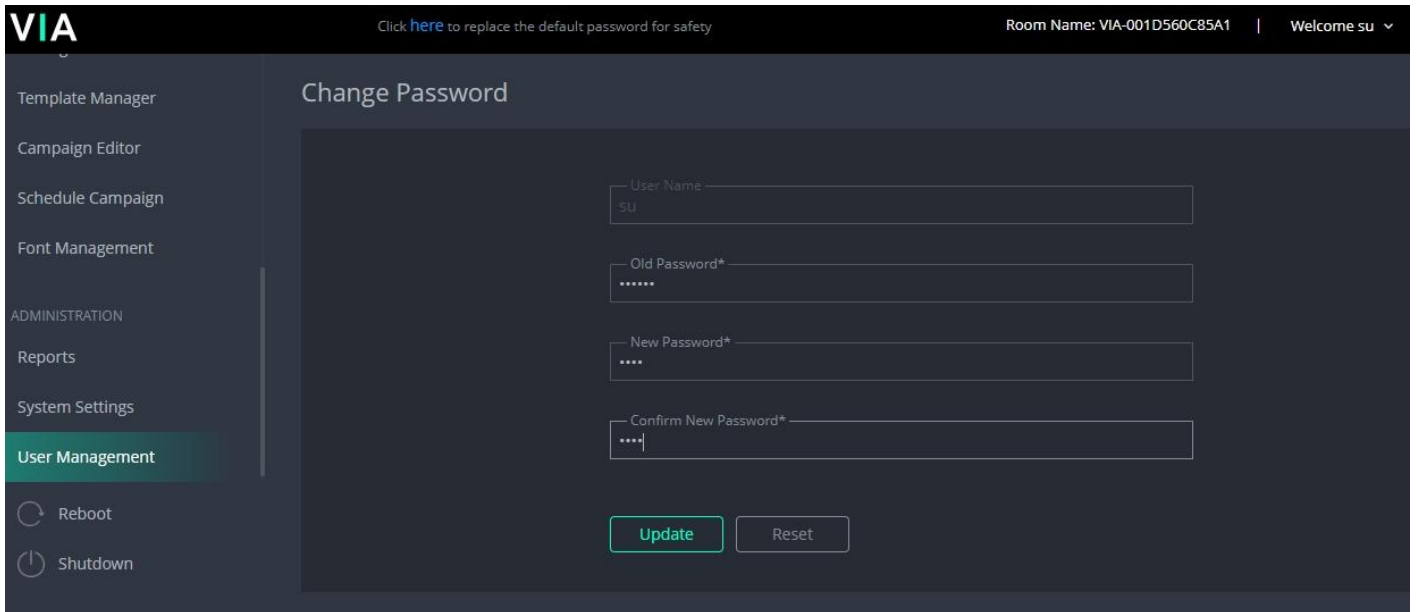 VIA
Click here to replace the default password for safety
Room Name: VIA-001D560C85A1 | Welcome su
Template Manager
Campaign Editor
Schedule Campaign
Font Management
ADMINISTRATION
Reports
System Settings
User Management
Reboot
Shutdown
Change Password
User Name
su
Old Password*
••••••
New Password*
••••
Confirm New Password*
••••
Update
Reset